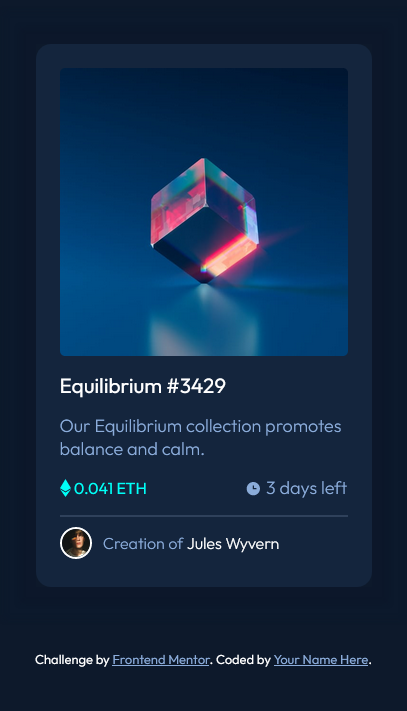 Equilibrium #3429
Our Equilibrium collection promotes
balance and calm.
0.041 ETH
3 days left
Creation of Jules Wyvern
Challenge by Frontend Mentor. Coded by Your Name Here.